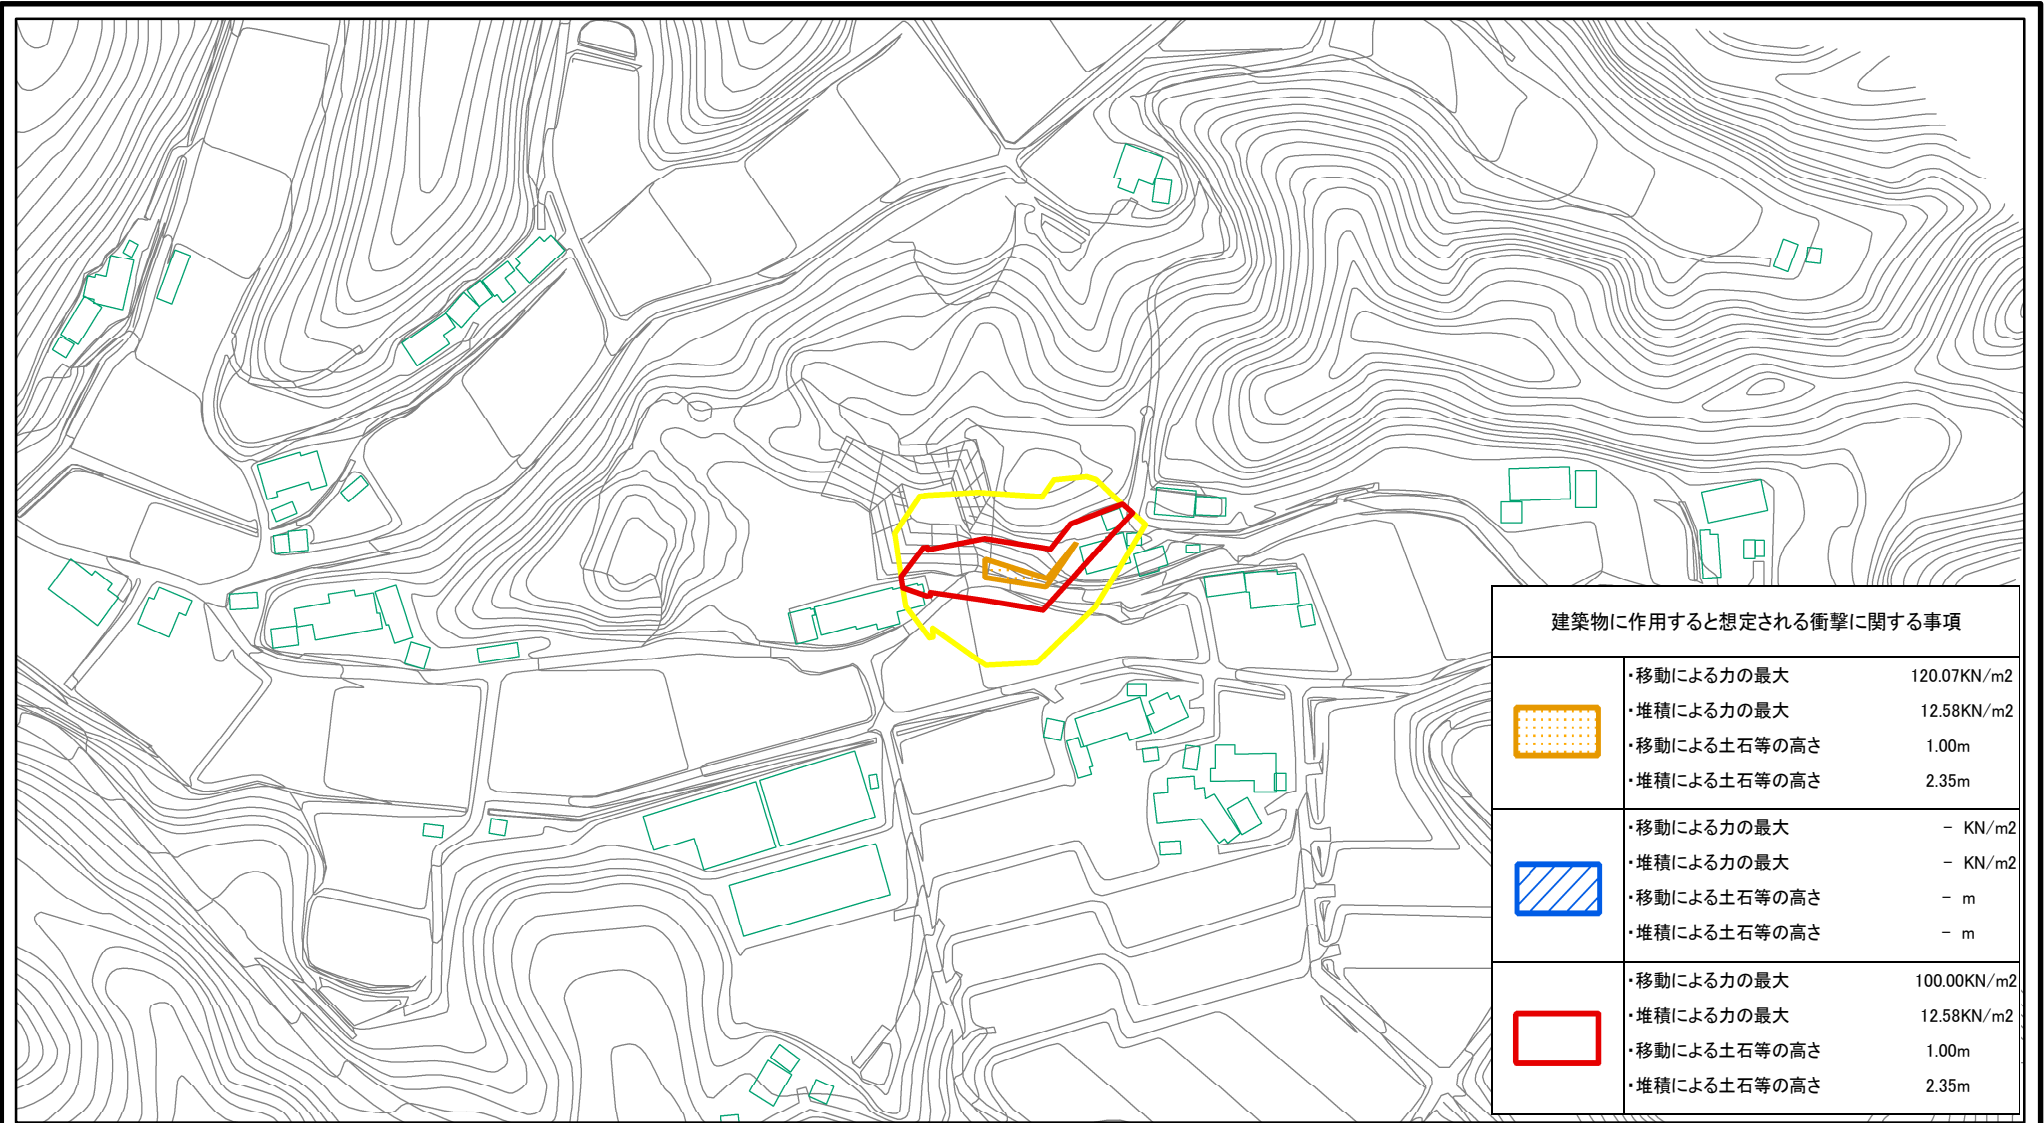 建築物に作用すると想定される衝撃に関する事項
・移動による力の最大 120.07KN/m2
・堆積による力の最大 12.58KN/m2
・移動による土石等の高さ 1.00m
・堆積による土石等の高さ 2.35m
・移動による力の最大 － KN/m2
・堆積による力の最大 － KN/m2
・移動による土石等の高さ － m
・堆積による土石等の高さ － m
・移動による力の最大 100.00KN/m2
・堆積による力の最大 12.58KN/m2
・移動による土石等の高さ 1.00m
・堆積による土石等の高さ 2.35m